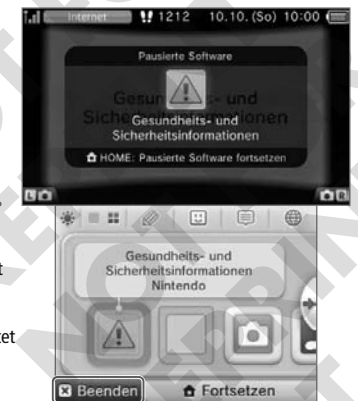 Internet 1212 10.10. (So) 10:00
Pausierte Software
Gesundheits- und
Sicherheitsinformationen
HOME: Pausierte Software fortsetzen
L R
t
tet
Gesundheits- und
Sicherheitsinformationen
Nintendo
Beenden Fortsetzen